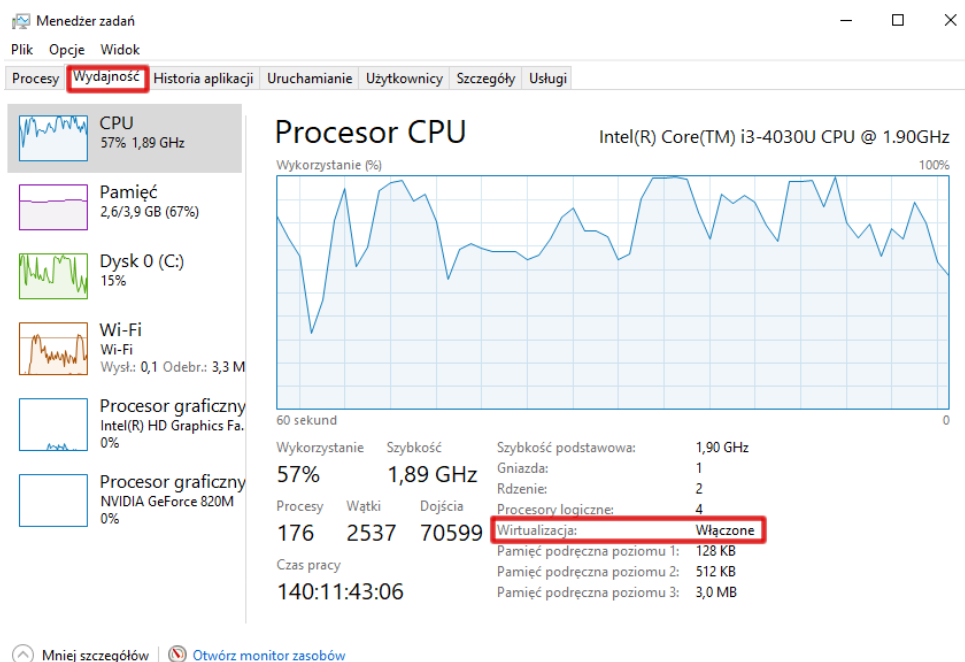 Menedżer zadań
Plik Opcje Widok
Procesy Wydajność Historia aplikacji Uruchamianie Użytkownicy Szczegóły Usługi
CPU
57% 1,89 GHz
Pamięć
2,6/3,9 GB (67%)
Dysk 0 (C:)
15%
Wi-Fi
Wi-Fi
Wysł.: 0,1 Odebr.: 3,3 M
Procesor graficzny
Intel(R) HD Graphics Fa.
0%
Procesor graficzny
NVIDIA GeForce 820M
0%
Procesor CPU Intel(R) Core(TM) i3-4030U CPU @ 1.90GHz
Wykorzystanie (%) 100%
60 sekund 0
Wykorzystanie Szybkość
57% 1,89 GHz
Procesy Wątki Dojścia
176 2537 70599
Czas pracy
140:11:43:06
Szybkość podstawowa: 1,90 GHz
Gniazda: 1
Rdzenie: 2
Procesory logiczne: 4
Wirtualizacja: Włączone
Pamięć podręczna poziomu 1: 128 KB
Pamięć podręczna poziomu 2: 512 KB
Pamięć podręczna poziomu 3: 3,0 MB
Mniej szczegółów Otwórz monitor zasobów